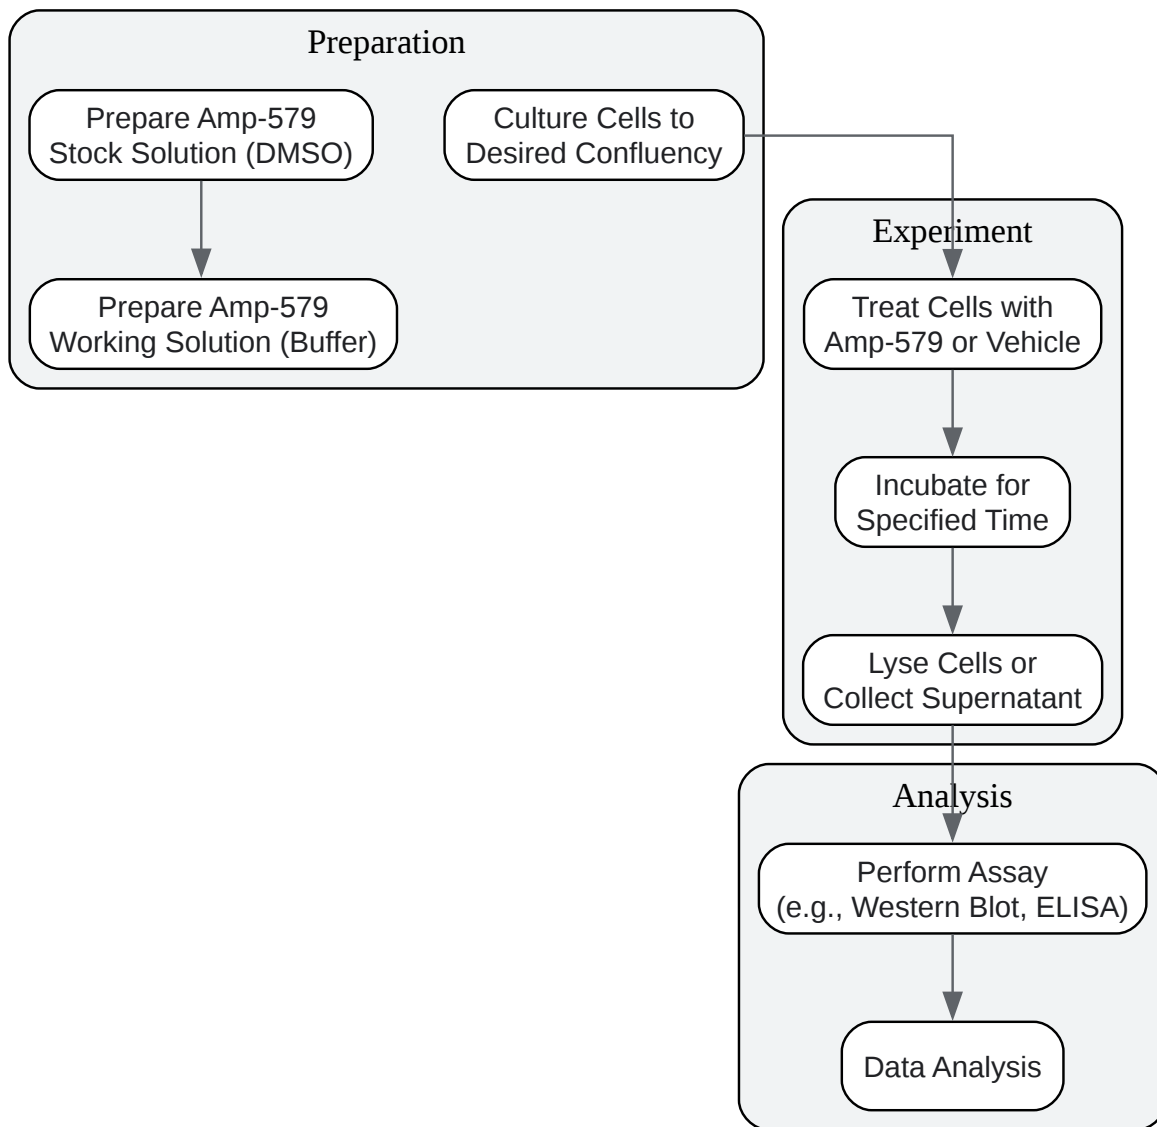 Preparation
Prepare Amp-579
Stock Solution (DMSO)
Culture Cells to
Desired Confluency
Prepare Amp-579
Working Solution (Buffer)
Experiment
Treat Cells with
Amp-579 or Vehicle
Incubate for
Specified Time
Lyse Cells or
Collect Supernatant
Analysis
Perform Assay
(e.g., Western Blot, ELISA)
Data Analysis